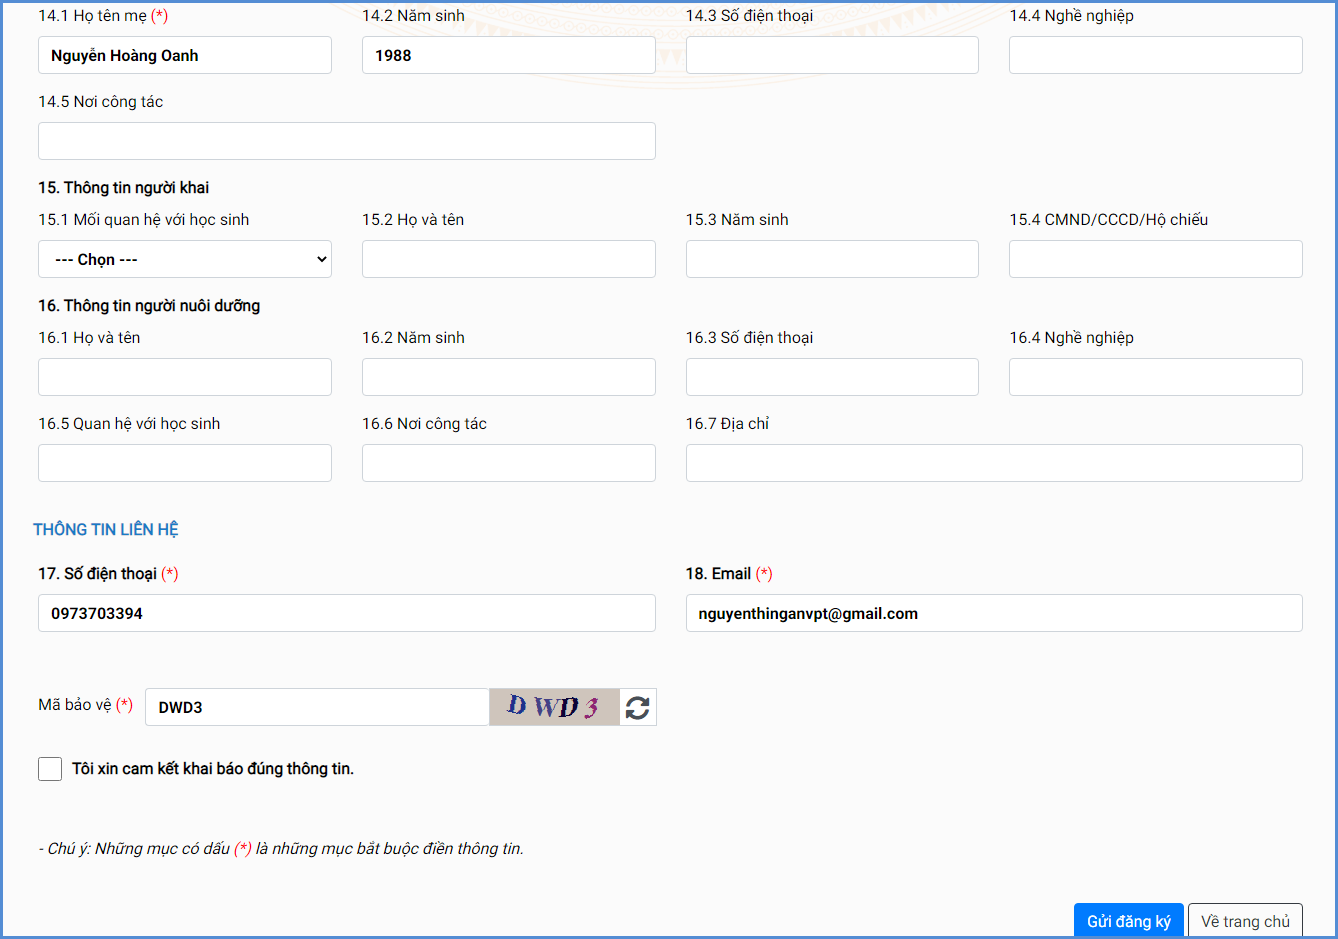 14.1 Họ tên mẹ (*) 14.2 Năm sinh 14.3 Số điện thoại 14.4 Nghề nghiệp
Nguyễn Hoàng Oanh 1988
14.5 Nơi công tác
15. Thông tin người khai
15.1 Mối quan hệ với học sinh 15.2 Họ và tên 15.3 Năm sinh 15.4 CMND/CCCD/Hộ chiếu
--- Chọn ---
16. Thông tin người nuôi dưỡng
16.1 Họ và tên 16.2 Năm sinh 16.3 Số điện thoại 16.4 Nghề nghiệp
16.5 Quan hệ với học sinh 16.6 Nơi công tác 16.7 Địa chỉ
THÔNG TIN LIÊN HỆ
17. Số điện thoại (*) 18. Email (*)
0973703394 nguyenthinganvpt@gmail.com
Mã bảo vệ (*) DWD3 DWD3
Tôi xin cam kết khai báo đúng thông tin.
- Chú ý: Những mục có dấu (*) là những mục bắt buộc điền thông tin.
Gửi đăng ký Về trang chủ